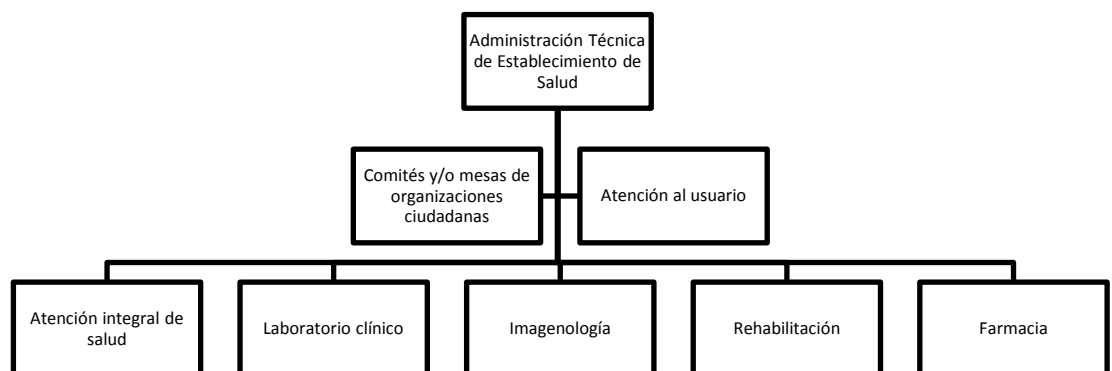 Administración Técnica
de Establecimiento de
Salud
Comités y/o mesas de
organizaciones
ciudadanas
Atención al usuario
Atención integral de
salud
Laboratorio clínico
Imagenología
Rehabilitación
Farmacia